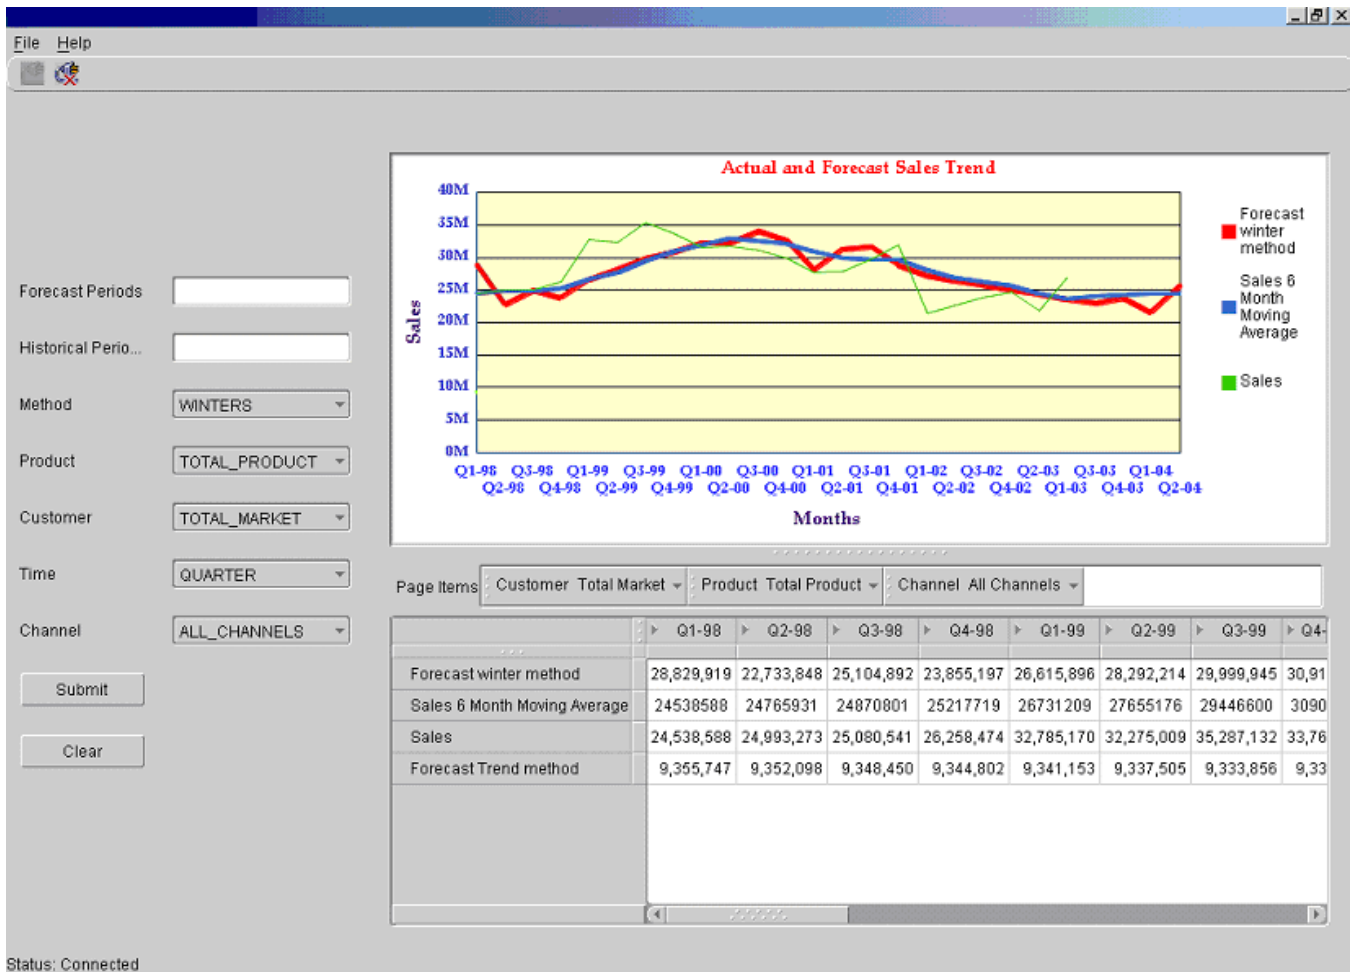 File Help
Actual and Forecast Sales Trend
40M
35M
30M
25M
20M
15M
10M
5M
0M
Sales
Q1-98 Q3-98 Q1-99 Q3-99 Q1-00 Q3-00 Q1-01 Q3-01 Q1-02 Q3-02 Q2-03 Q3-03 Q1-04
Q2-98 Q4-98 Q2-99 Q4-99 Q2-00 Q4-00 Q2-01 Q4-01 Q2-02 Q4-02 Q1-03 Q4-03 Q2-04
Months
Forecast
winter
method
Sales 6
Month
Moving
Average
Sales
Forecast Periods
Historical Perio...
Method WINTERS
Product TOTAL_PRODUCT
Customer TOTAL_MARKET
Time QUARTER
Channel ALL_CHANNELS
Submit
Clear
Page Items Customer Total Market Product Total Product Channel All Channels
Q1-98 Q2-98 Q3-98 Q4-98 Q1-99 Q2-99 Q3-99 Q4-
Forecast winter method 28,829,919 22,733,848 25,104,892 23,855,197 26,615,896 28,292,214 29,999,945 30,91
Sales 6 Month Moving Average 24538588 24765931 24870801 25217719 26731209 27655176 29446600 3090
Sales 24,538,588 24,993,273 25,080,541 26,258,474 32,785,170 32,275,009 35,287,132 33,76
Forecast Trend method 9,355,747 9,352,098 9,348,450 9,344,802 9,341,153 9,337,505 9,333,856 9,33
Status: Connected